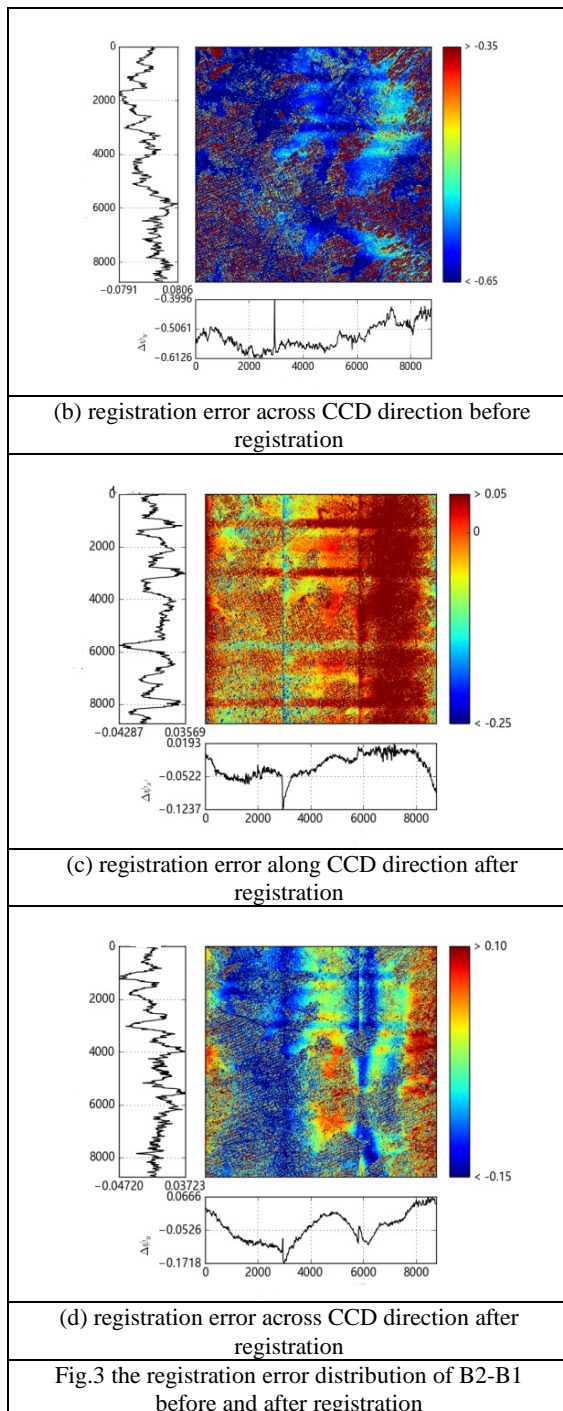 0
2000
4000
6000
8000
−0.0791 0.0806
> -0.35
< -0.65
−0.3996
−0.5061
−0.6126
Δψy
0 2000 4000 6000 8000
(b) registration error across CCD direction before
registration
0
2000
4000
6000
8000
−0.04287 0.03569
> 0.05
0
< -0.25
0.0193
−0.0522
−0.1237
Δψx
0 2000 4000 6000 8000
(c) registration error along CCD direction after
registration
0
2000
4000
6000
8000
−0.04720 0.03723
> 0.10
< -0.15
0.0666
−0.0526
−0.1718
Δψy
0 2000 4000 6000 8000
(d) registration error across CCD direction after
registration
Fig.3 the registration error distribution of B2-B1
before and after registration